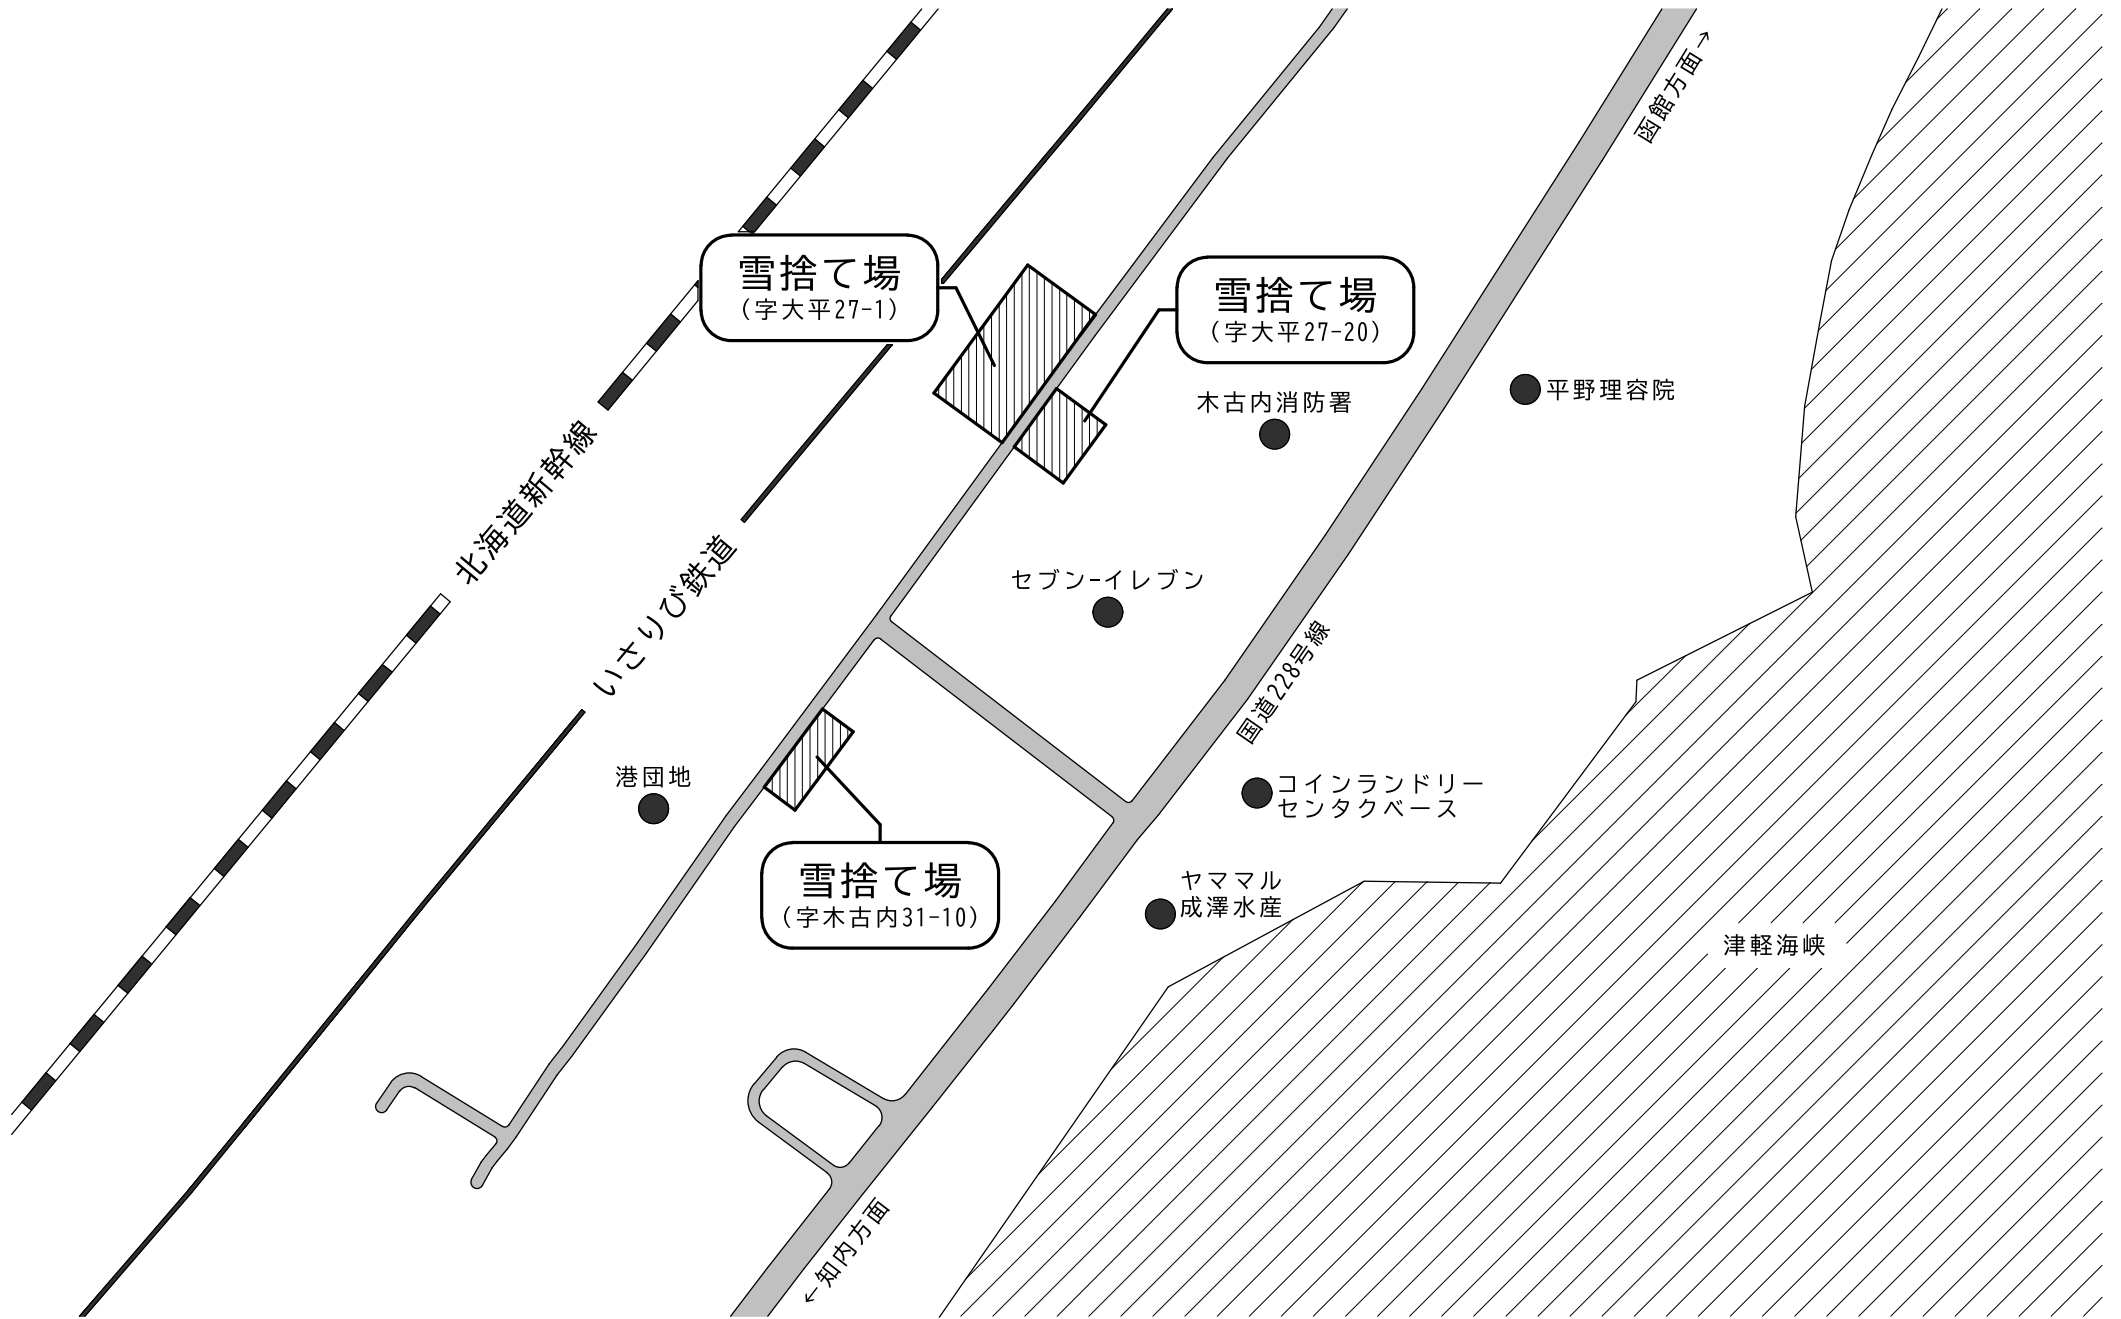 函館方面→
雪捨て場
(字大平27-1)
雪捨て場
(字大平27-20)
木古内消防署
平野理容院
北海道新幹線
いさりび鉄道
セブン-イレブン
国道228号線
港団地
コインランドリー
センタクベース
雪捨て場
(字木古内31-10)
ヤママル
成澤水産
津軽海峡
←知内方面